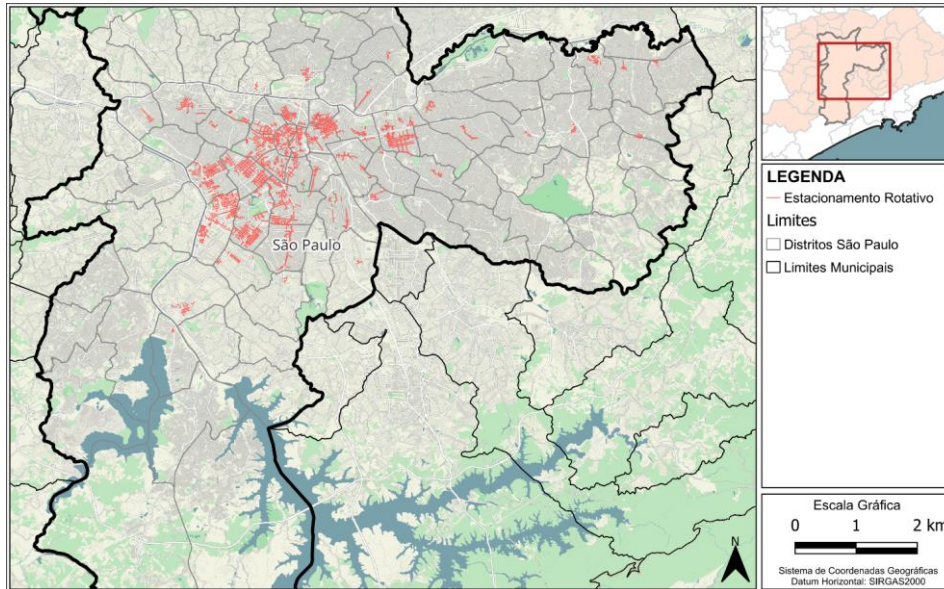 São Paulo
LEGENDA
Estacionamento Rotativo
Limites
Distritos São Paulo
Limites Municipais
Escala Gráfica
0 1 2 km
N
Sistema de Coordenadas Geográficas
Datum Horizontal: SIRGAS2000